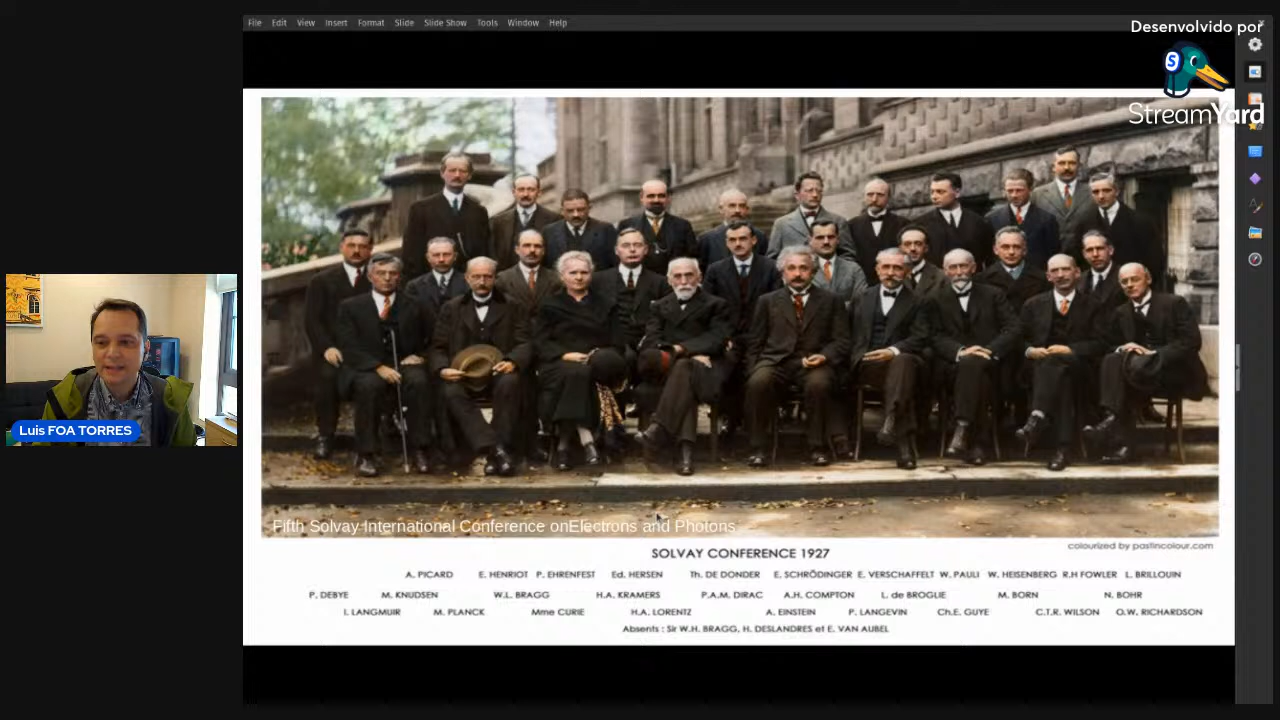 File Edit View Insert Format Slide Slide Show Tools Window Help
Desenvolvido por
S
StreamYard
Luis FOA TORRES
Fifth Solvay International Conference onElectrons and Photons
colourized by pastincolour.com
SOLVAY CONFERENCE 1927
A. PICARD E. HENRIOT P. EHRENFEST Ed. HERSEN Th. DE DONDER E. SCHRÖDINGER E. VERSCHAFFELT W. PAULI W. HEISENBERG R.H FOWLER L. BRILLOUIN
P. DEBYE M. KNUDSEN W.L. BRAGG H.A. KRAMERS P.A.M. DIRAC A.H. COMPTON L. de BROGLIE M. BORN N. BOHR
I. LANGMUIR M. PLANCK Mme CURIE H.A. LORENTZ A. EINSTEIN P. LANGEVIN Ch.E. GUYE C.T.R. WILSON O.W. RICHARDSON
Absents : Sir W.H. BRAGG, H. DESLANDRES et E. VAN AUBEL